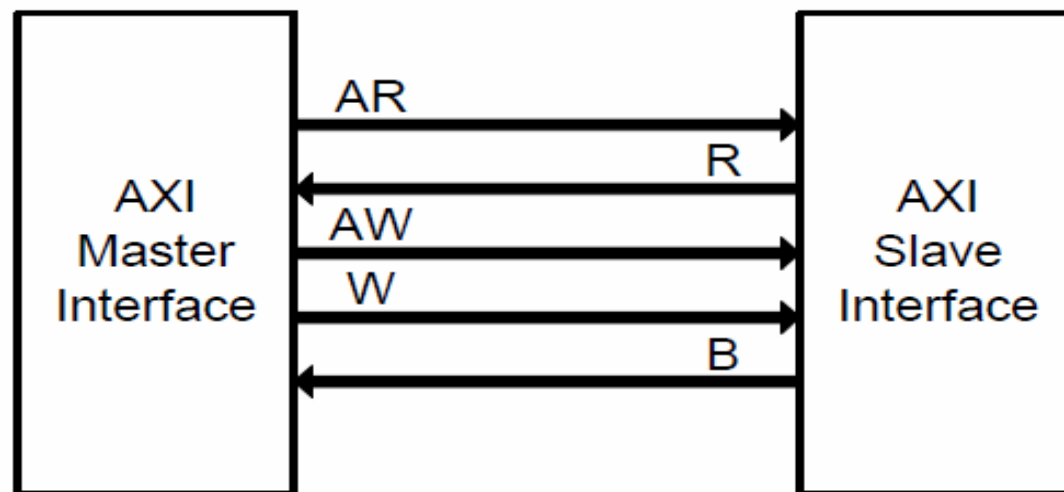 AXI
Master
Interface
AR
R
AW
W
B
AXI
Slave
Interface